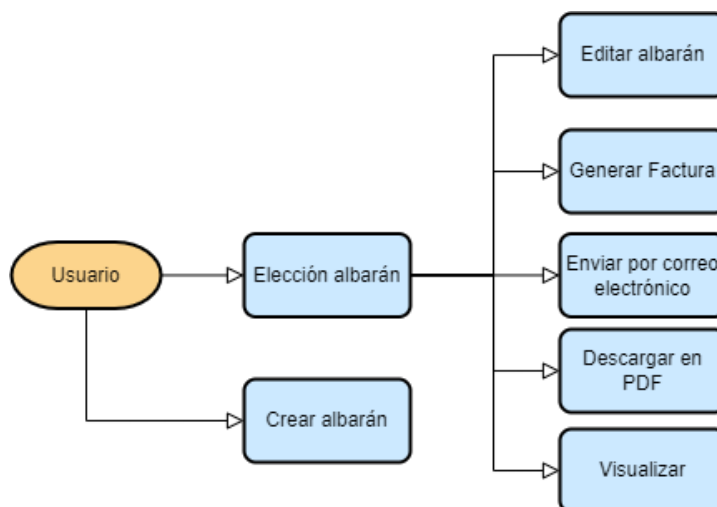 Editar albarán
Generar Factura
Usuario
Elección albarán
Enviar por correo
electrónico
Descargar en
PDF
Crear albarán
Visualizar